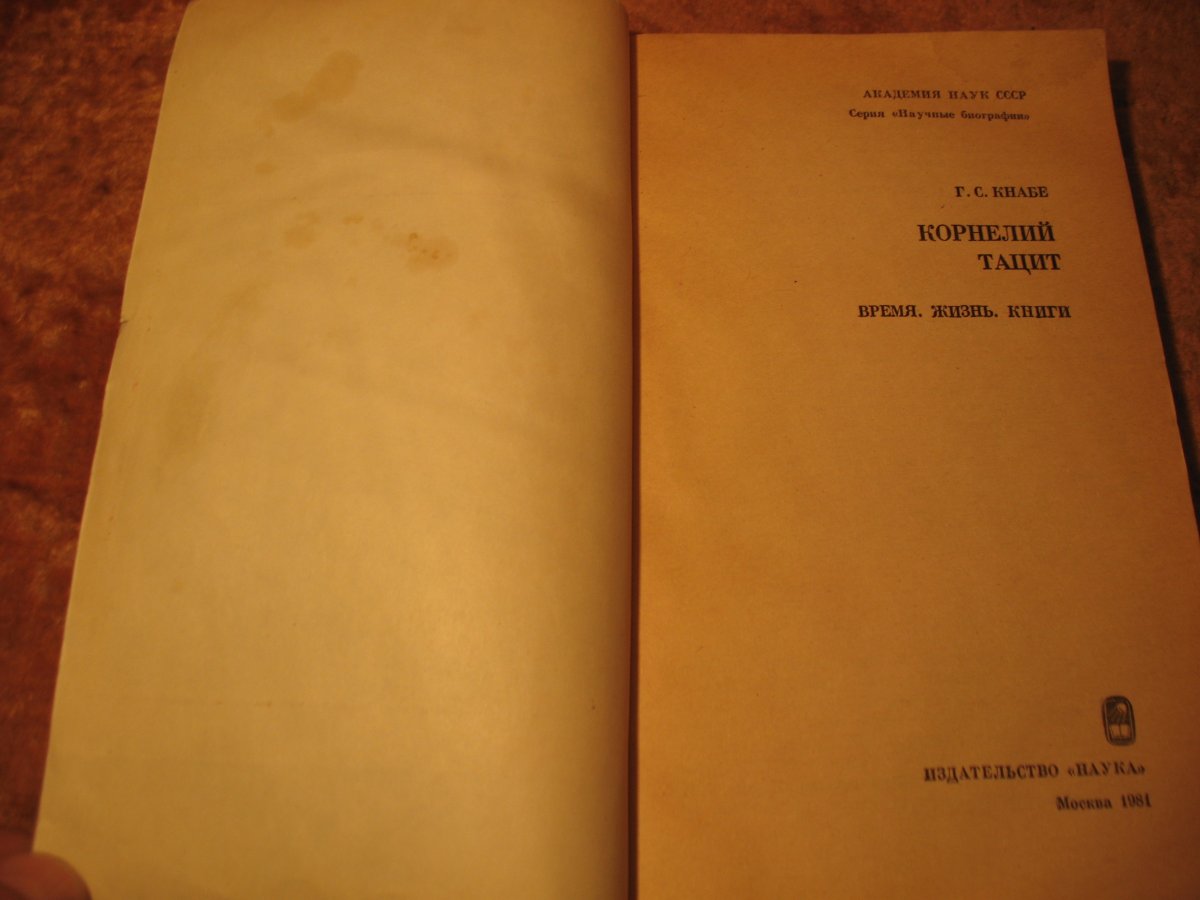 АКАДЕМИЯ НАУК СССР
Серия «Научные биографии»
Г. С. КНАБЕ
КОРНЕЛИЙ
ТАЦИТ
ВРЕМЯ. ЖИЗНЬ. КНИГИ
ИЗДАТЕЛЬСТВО «НАУКА»
Москва 1981